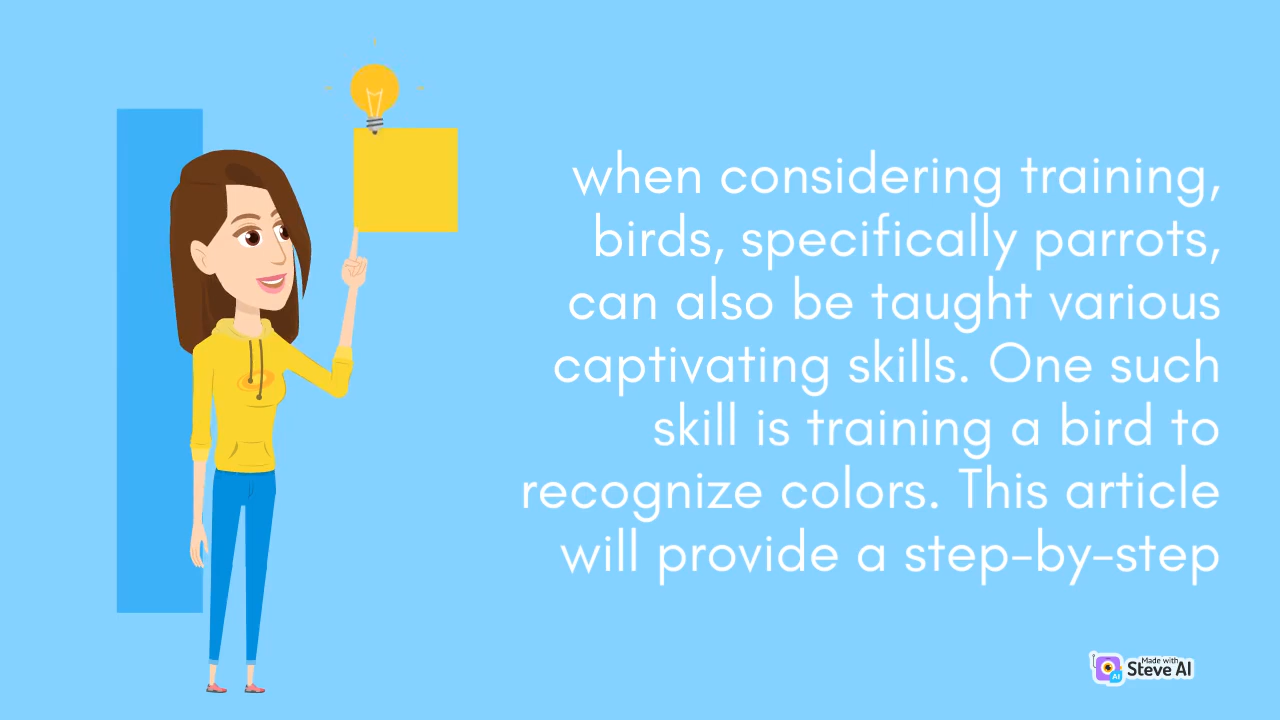 when considering training,
birds, specifically parrots,
can also be taught various
captivating skills. One such
skill is training a bird to
recognize colors. This article
will provide a step-by-step
Made with
Steve AI
AI